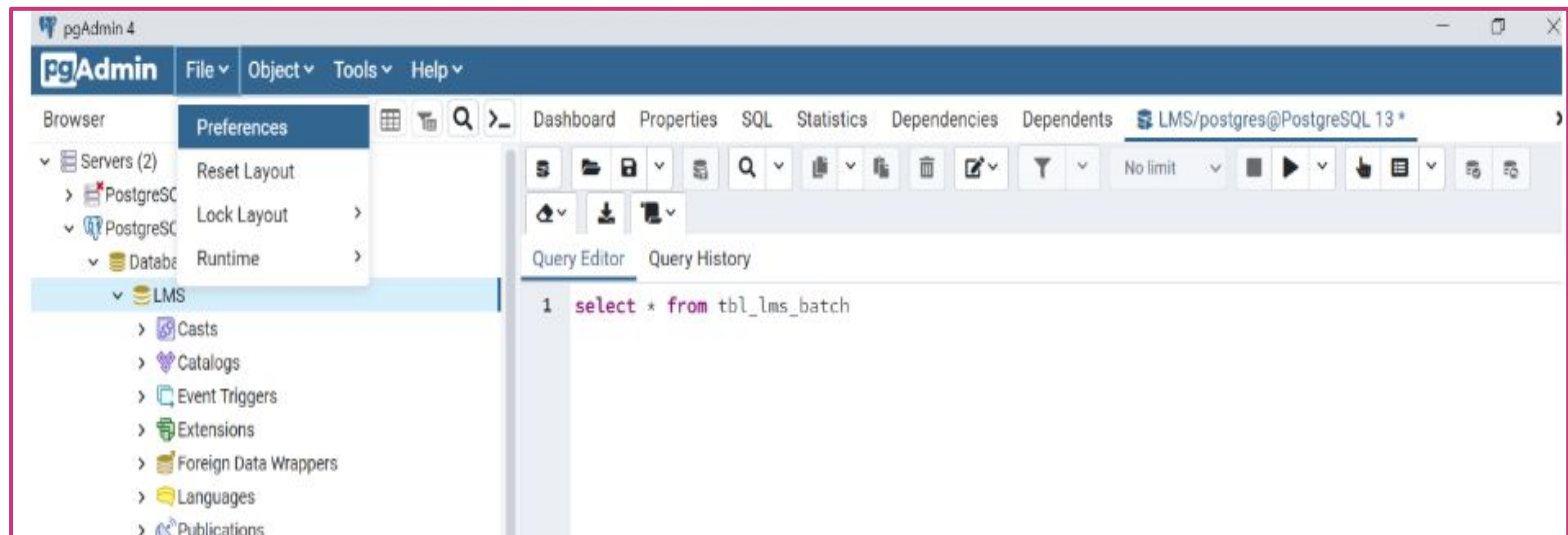 pgAdmin 4
pgAdmin File Object Tools Help
Browser
Preferences
Reset Layout
Lock Layout
Runtime
Servers (2)
PostgreSC
PostgreSC
Databa
LMS
Casts
Catalogs
Event Triggers
Extensions
Foreign Data Wrappers
Languages
Publications
Dashboard Properties SQL Statistics Dependencies Dependents LMS/postgres@PostgreSQL 13 *
No limit
Query Editor Query History
1 select * from tbl_lms_batch